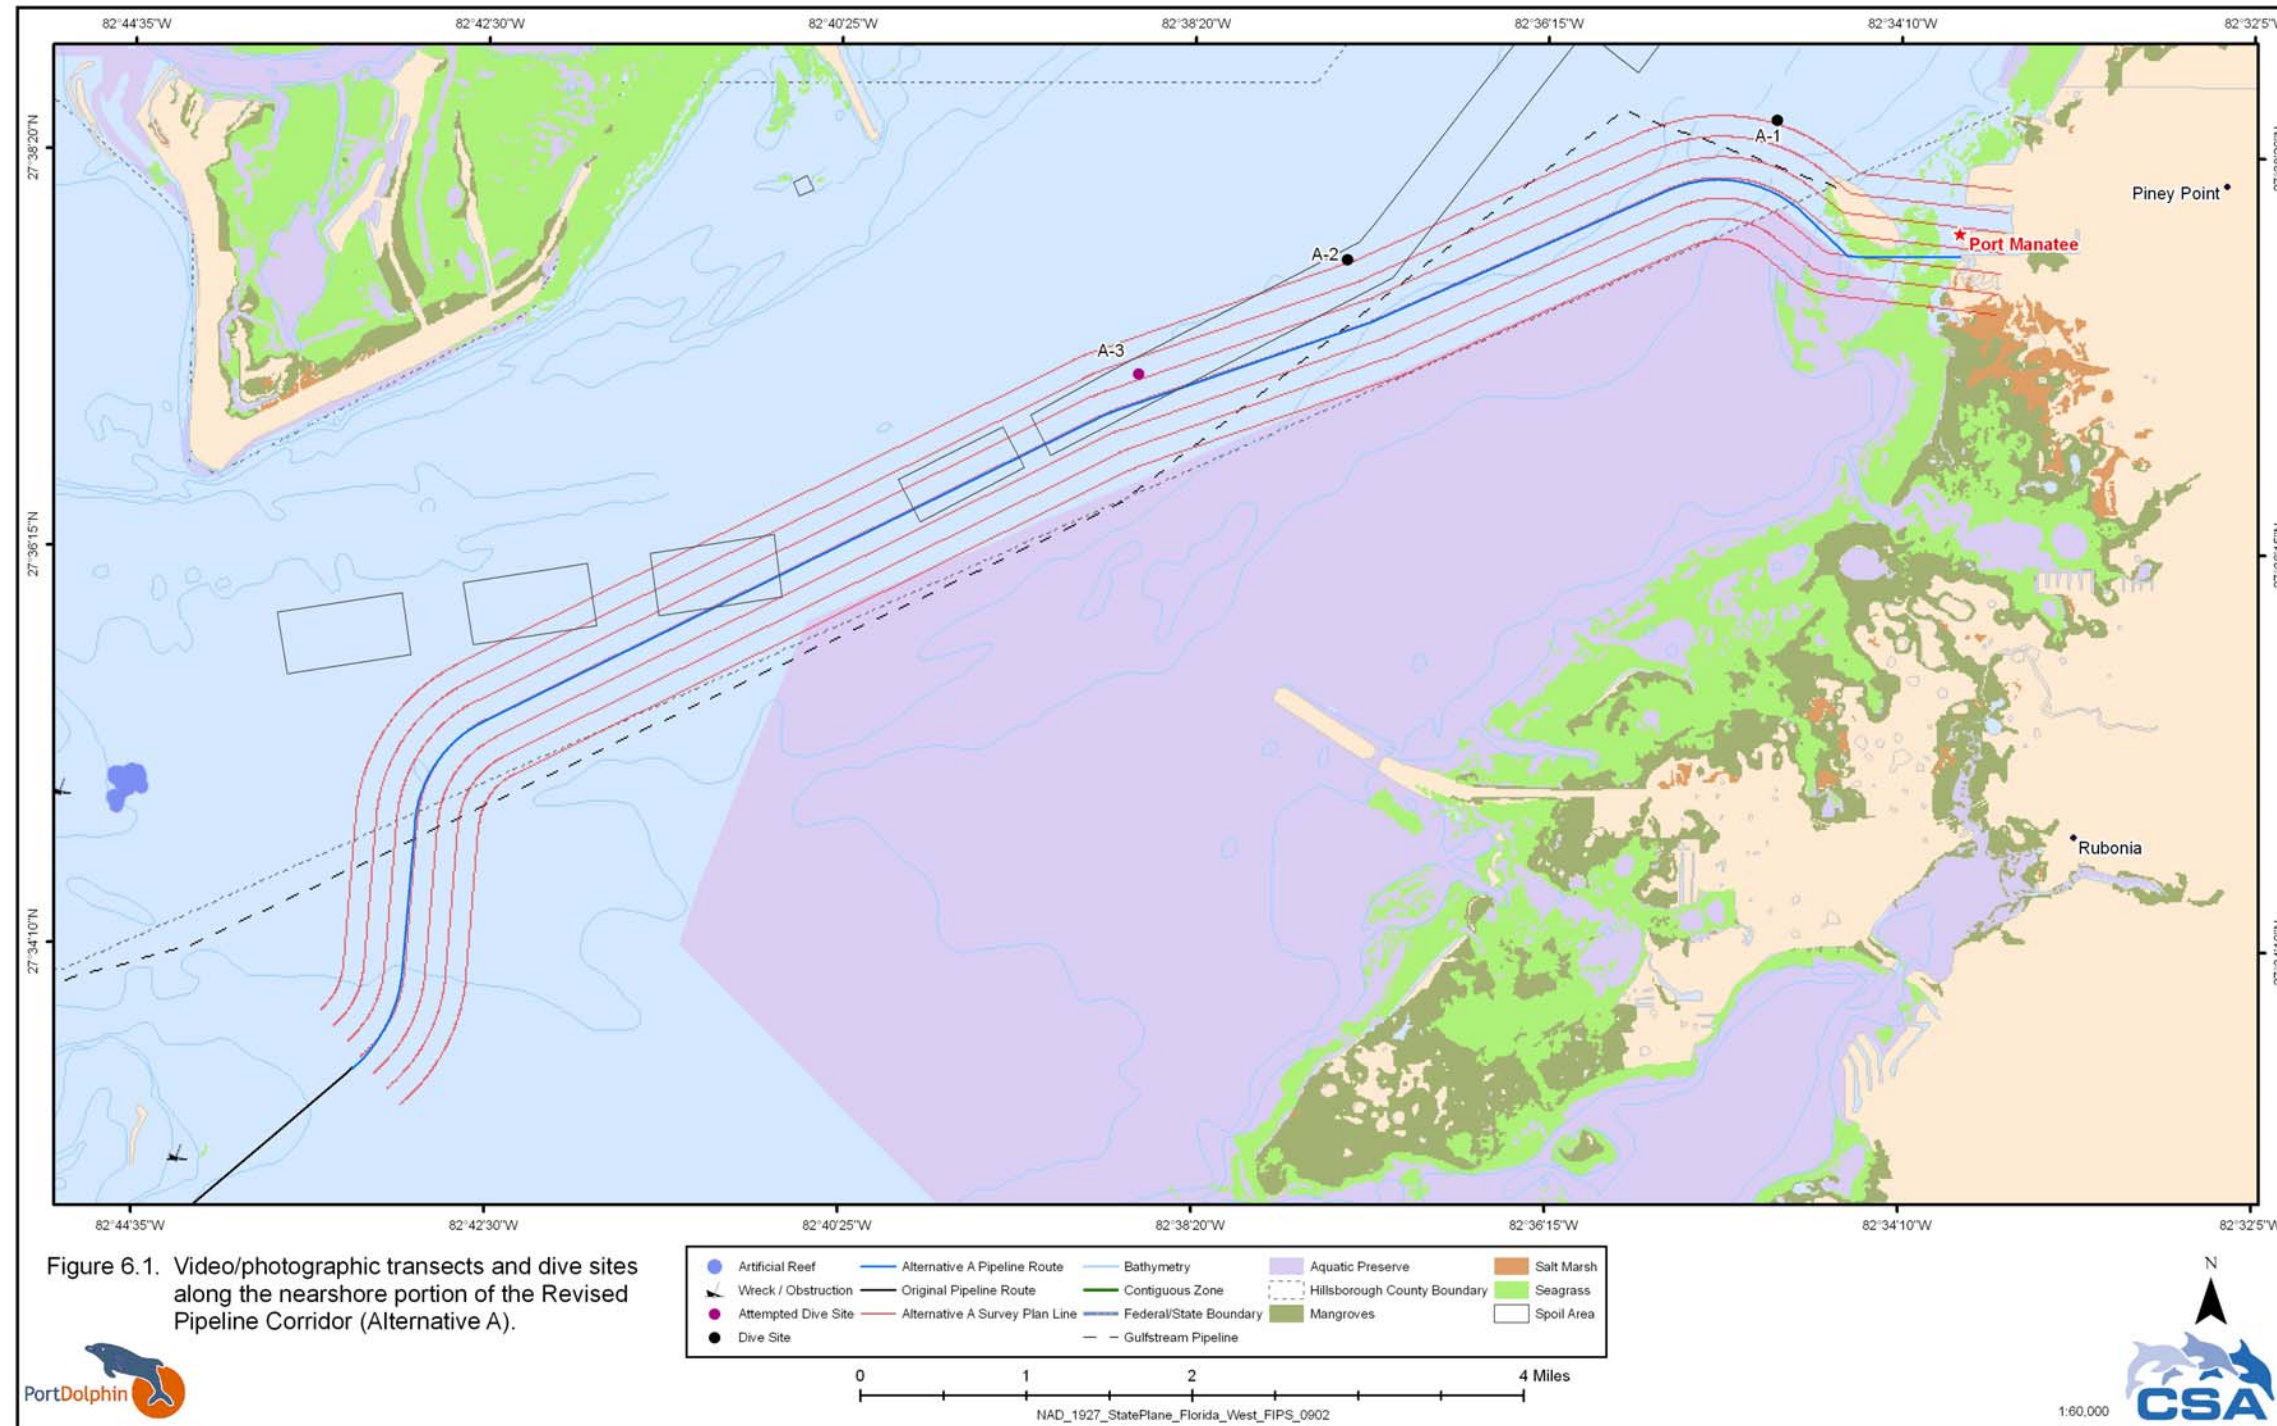 82°44'35"W 82°42'30"W 82°40'25"W 82°38'20"W 82°36'15"W 82°34'10"W 82°32'5"W
27°38'20"N
A-1
Piney Point
Port Manatee
A-2
A-3
27°36'15"N
Rubonia
27°34'10"N
82°44'35"W 82°42'30"W 82°40'25"W 82°38'20"W 82°36'15"W 82°34'10"W 82°32'5"W
Figure 6.1. Video/photographic transects and dive sites
along the nearshore portion of the Revised
Pipeline Corridor (Alternative A).
Artificial Reef Alternative A Pipeline Route Bathymetry Aquatic Preserve Salt Marsh
Wreck / Obstruction Original Pipeline Route Contiguous Zone Hillsborough County Boundary Seagrass
Attempted Dive Site Alternative A Survey Plan Line Federal/State Boundary Mangroves Spoil Area
Dive Site Gulfstream Pipeline
N
0 1 2 4 Miles
NAD_1927_StatePlane_Florida_West_FIPS_0902
PortDolphin
1:60,000
CSA